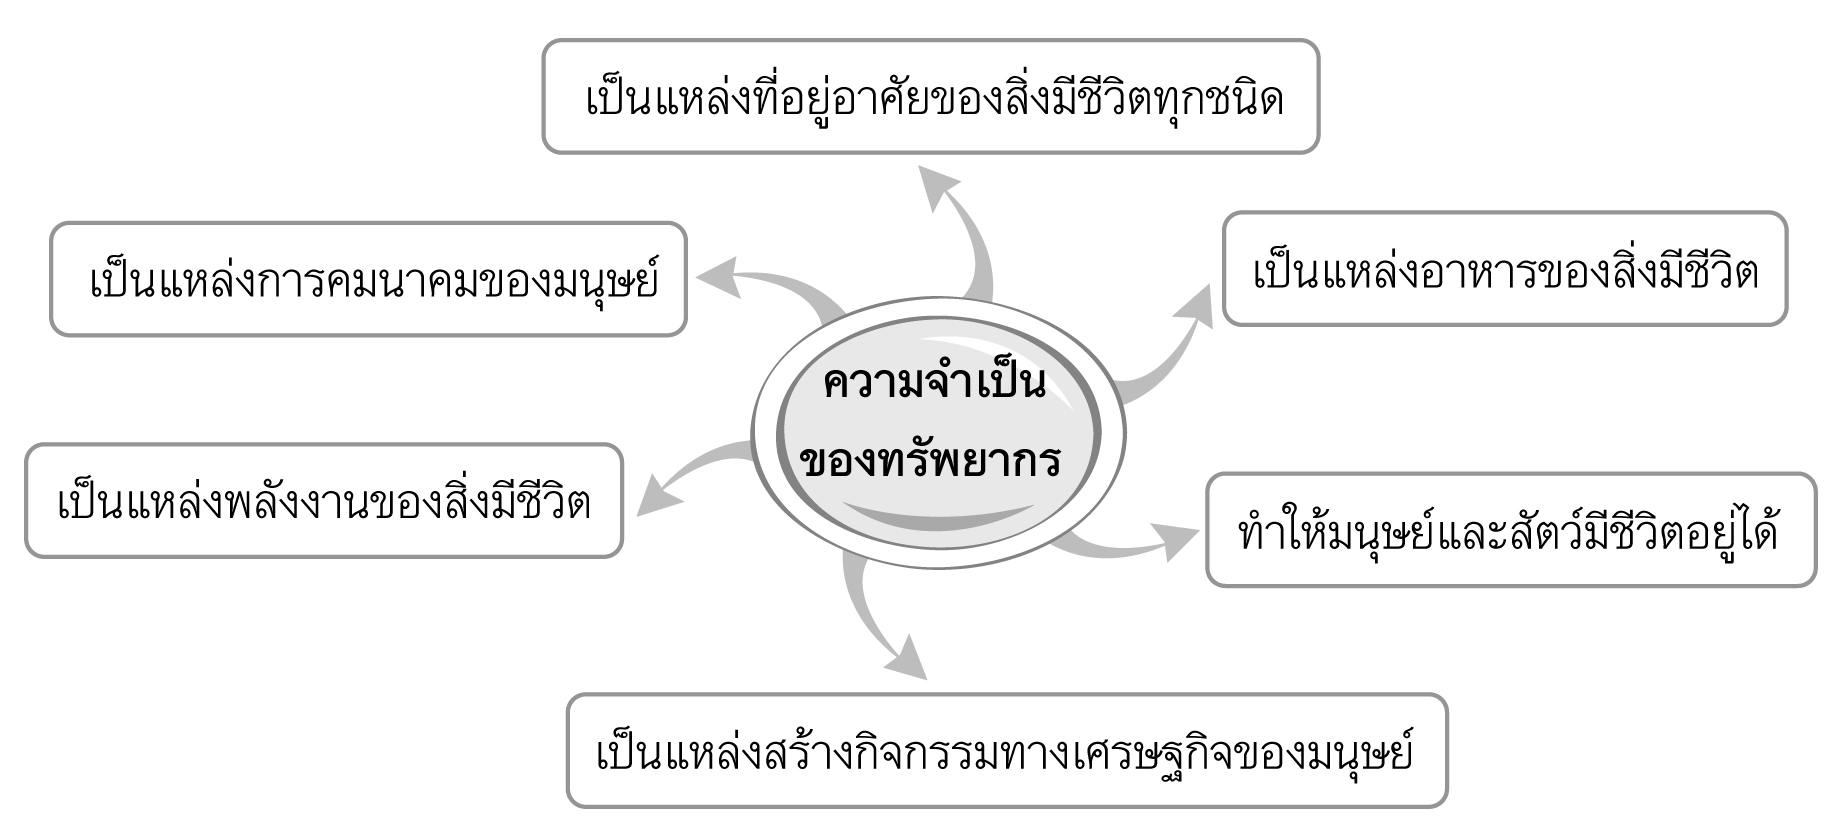 เป็นแหล่งที่อยู่อาศัยของสิ่งมีชีวิตทุกชนิด
เป็นแหล่งการคมนาคมของมนุษย์
เป็นแหล่งอาหารของสิ่งมีชีวิต
ความจำเป็น
ของทรัพยากร
เป็นแหล่งพลังงานของสิ่งมีชีวิต
ทำให้มนุษย์และสัตว์มีชีวิตอยู่ได้
เป็นแหล่งสร้างกิจกรรมทางเศรษฐกิจของมนุษย์